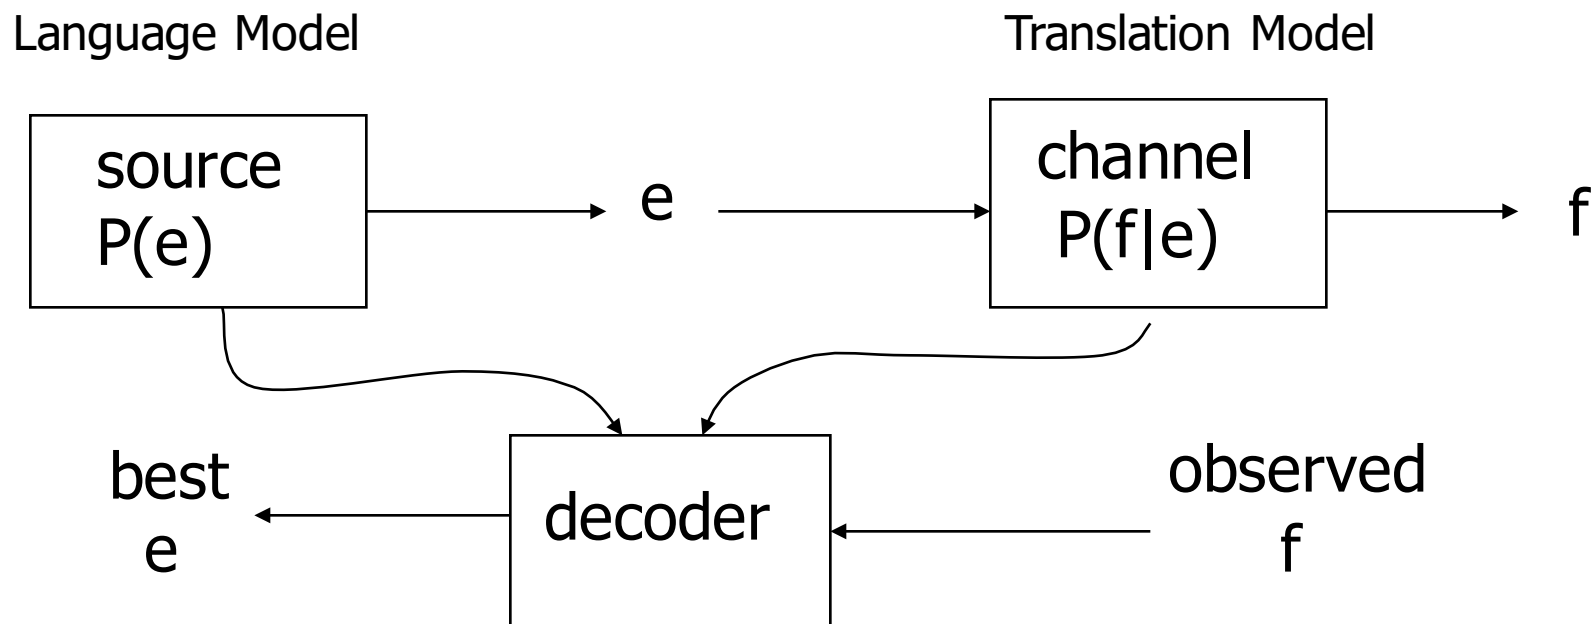 Language Model
Translation Model
source
P(e)
e
channel
P(f|e)
f
best
e
decoder
observed
f